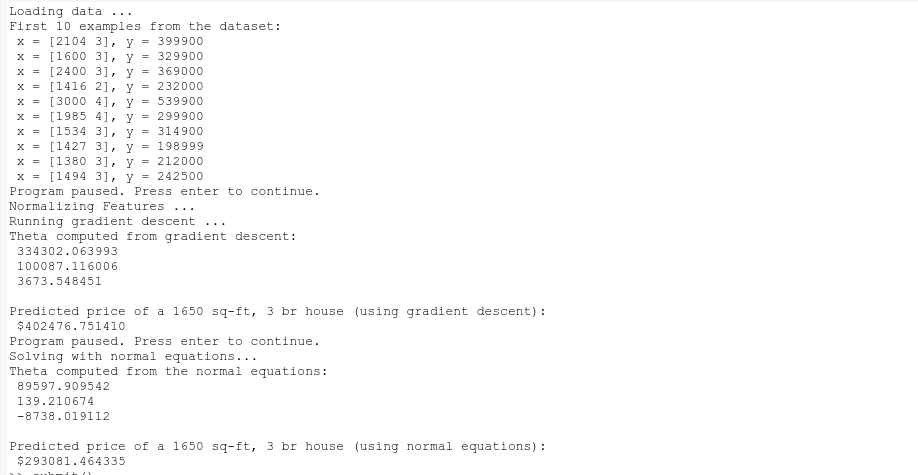 Loading data ...
First 10 examples from the dataset:
x = [2104 3], y = 399900
x = [1600 3], y = 329900
x = [2400 3], y = 369000
x = [1416 2], y = 232000
x = [3000 4], y = 539900
x = [1985 4], y = 299900
x = [1534 3], y = 314900
x = [1427 3], y = 198999
x = [1380 3], y = 212000
x = [1494 3], y = 242500
Program paused. Press enter to continue.
Normalizing Features ...
Running gradient descent ...
Theta computed from gradient descent:
334302.063993
100087.116006
3673.548451
Predicted price of a 1650 sq-ft, 3 br house (using gradient descent):
$402476.751410
Program paused. Press enter to continue.
Solving with normal equations...
Theta computed from the normal equations:
89597.909542
139.210674
-8738.019112
Predicted price of a 1650 sq-ft, 3 br house (using normal equations):
$293081.464335
>> submit()